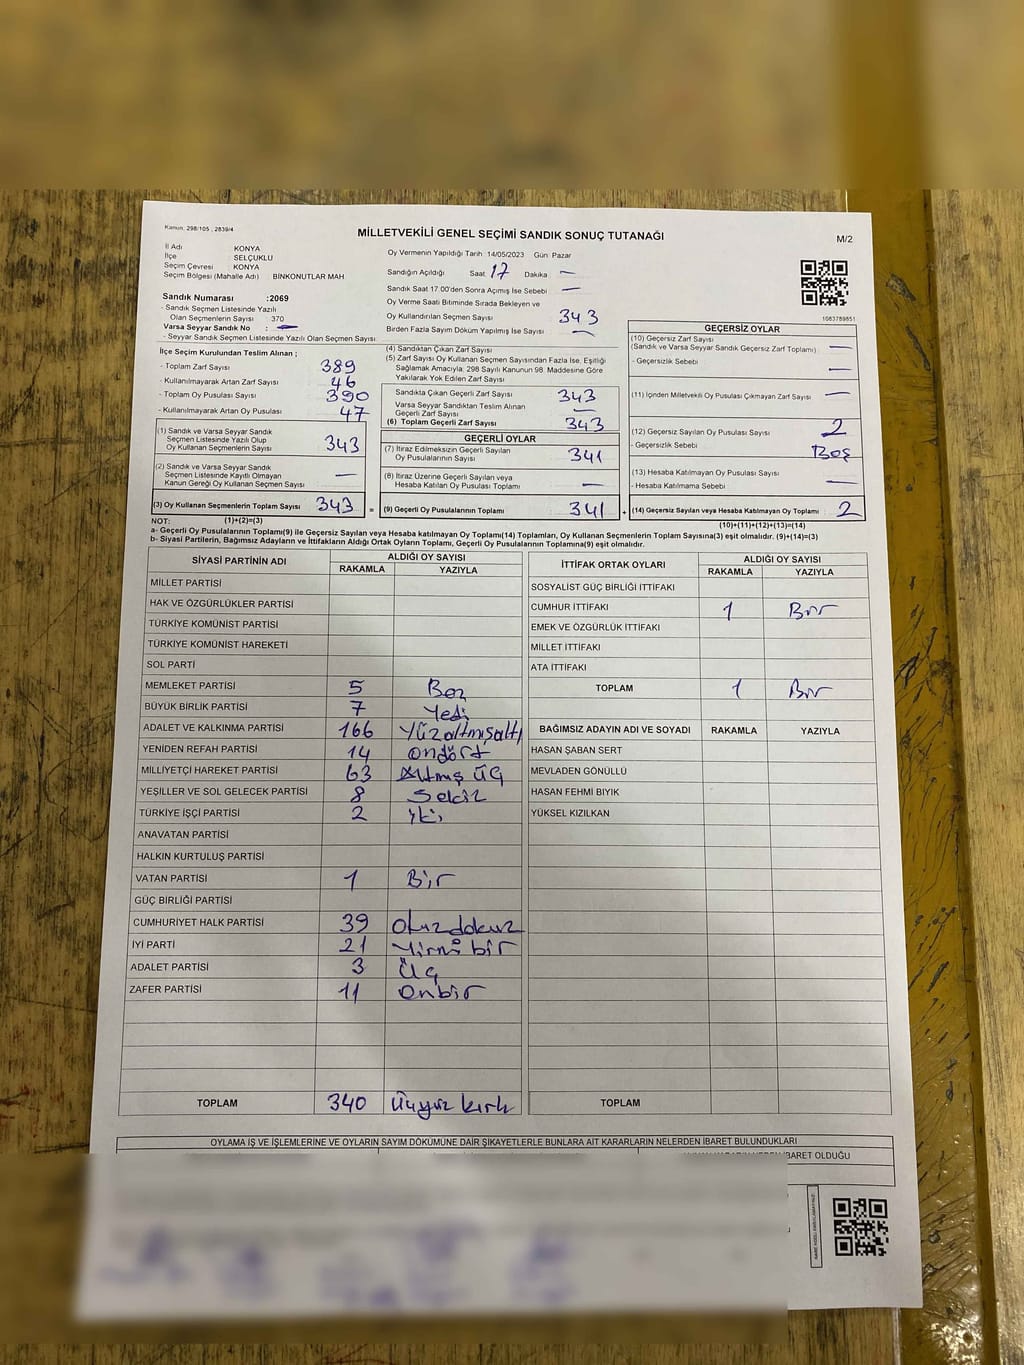 Kanun: 298/105 , 2839/4
MİLLETVEKİLİ GENEL SEÇİMİ SANDIK SONUÇ TUTANAĞI
M/2
İl Adı KONYA
İlçe SELÇUKLU
Seçim Çevresi KONYA
Seçim Bölgesi (Mahalle Adı) : BİNKONUTLAR MAH
Sandık Numarası :2069
- Sandık Seçmen Listesinde Yazılı
Olan Seçmenlerin Sayısı 370
Varsa Seyyar Sandık No : —
- Seyyar Sandık Seçmen Listesinde Yazılı Olan Seçmen Sayısı
Oy Vermenin Yapıldığı Tarih 14/05/2023 Gün Pazar
Sandığın Açıldığı Saat 17 Dakika —
Sandık Saat 17.00'den Sonra Açımış İse Sebebi —
Oy Verme Saati Bitiminde Sırada Bekleyen ve
Oy Kullandırılan Seçmen Sayısı 343
Birden Fazla Sayım Döküm Yapılmış İse Sayısı —
1083789851
İlçe Seçim Kurulundan Teslim Alınan ;
- Toplam Zarf Sayısı 389
- Kullanılmayarak Artan Zarf Sayısı 46
- Toplam Oy Pusulası Sayısı 390
- Kullanılmayarak Artan Oy Pusulası 47
(1) Sandık ve Varsa Seyyar Sandık
Seçmen Listesinde Yazılı Olup
Oy Kullanan Seçmenlerin Sayısı 343
(2) Sandık ve Varsa Seyyar Sandık
Seçmen Listesinde Kayıtlı Olmayan
Kanun Gereği Oy Kullanan Seçmen Sayısı —
(3) Oy Kullanan Seçmenlerin Toplam Sayısı 343 =
(4) Sandıktan Çıkan Zarf Sayısı
(5) Zarf Sayısı Oy Kullanan Seçmen Sayısından Fazla İse, Eşitliği
Sağlamak Amacıyla; 298 Sayılı Kanunun 98. Maddesine Göre
Yakılarak Yok Edilen Zarf Sayısı
Sandıkta Çıkan Geçerli Zarf Sayısı 343
Varsa Seyyar Sandıktan Teslim Alınan
Geçerli Zarf Sayısı —
(6) Toplam Geçerli Zarf Sayısı 343
GEÇERLİ OYLAR
(7) İtiraz Edilmeksizin Geçerli Sayılan
Oy Pusulalarının Sayısı 341
(8) İtiraz Üzerine Geçerli Sayılan veya
Hesaba Katılan Oy Pusulası Toplamı —
(9) Geçerli Oy Pusulalarının Toplamı 341 +
GEÇERSİZ OYLAR
(10) Geçersiz Zarf Sayısı
(Sandık ve Varsa Seyyar Sandık Geçersiz Zarf Toplamı) —
- Geçersizlik Sebebi —
(11) İçinden Milletvekili Oy Pusulası Çıkmayan Zarf Sayısı —
(12) Geçersiz Sayılan Oy Pusulası Sayısı 2
- Geçersizlik Sebebi Boş
(13) Hesaba Katılmayan Oy Pusulası Sayısı —
- Hesaba Katılmama Sebebi —
(14) Geçersiz Sayılan veya Hesaba Katılmayan Oy Toplamı 2
NOT: (1)+(2)=(3) (10)+(11)+(12)+(13)=(14)
a- Geçerli Oy Pusulalarının Toplamı(9) ile Geçersiz Sayılan veya Hesaba katılmayan Oy Toplamı(14) Toplamları, Oy Kullanan Seçmenlerin Toplam Sayısına(3) eşit olmalıdır. (9)+(14)=(3)
b- Siyasi Partilerin, Bağımsız Adayların ve İttifakların Aldığı Ortak Oyların Toplamı, Geçerli Oy Pusulalarının Toplamına(9) eşit olmalıdır.
SİYASİ PARTİNİN ADI ALDIĞI OY SAYISI
RAKAMLA YAZIYLA
MİLLET PARTİSİ
HAK VE ÖZGÜRLÜKLER PARTİSİ
TÜRKİYE KOMÜNİST PARTİSİ
TÜRKİYE KOMÜNİST HAREKETİ
SOL PARTİ
MEMLEKET PARTİSİ 5 Beş
BÜYÜK BİRLİK PARTİSİ 7 Yedi
ADALET VE KALKINMA PARTİSİ 166 Yüzaltmışaltı
YENİDEN REFAH PARTİSİ 14 ondört
MİLLİYETÇİ HAREKET PARTİSİ 63 Altmış üç
YEŞİLLER VE SOL GELECEK PARTİSİ 8 Sekiz
TÜRKİYE İŞÇİ PARTİSİ 2 iki
ANAVATAN PARTİSİ
HALKIN KURTULUŞ PARTİSİ
VATAN PARTİSİ 1 Bir
GÜÇ BİRLİĞİ PARTİSİ
CUMHURİYET HALK PARTİSİ 39 Otuzdokuz
İYİ PARTİ 21 Yirmi bir
ADALET PARTİSİ 3 Üç
ZAFER PARTİSİ 11 Onbir
TOPLAM 340 üçyüz kırk
İTTİFAK ORTAK OYLARI ALDIĞI OY SAYISI
RAKAMLA YAZIYLA
SOSYALİST GÜÇ BİRLİĞİ İTTİFAKI
CUMHUR İTTİFAKI 1 Bir
EMEK VE ÖZGÜRLÜK İTTİFAKI
MİLLET İTTİFAKI
ATA İTTİFAKI
TOPLAM 1 Bir
BAĞIMSIZ ADAYIN ADI VE SOYADI RAKAMLA YAZIYLA
HASAN ŞABAN SERT
MEVLADEN GÖNÜLLÜ
HASAN FEHMI BIYIK
YÜKSEL KIZILKAN
TOPLAM
OYLAMA İŞ VE İŞLEMLERİNE VE OYLARIN SAYIM DÖKÜMÜNE DAİR ŞİKAYETLERLE BUNLARA AİT KARARLARIN NELERDEN İBARET BULUNDUKLARI
İBARET OLDUĞU